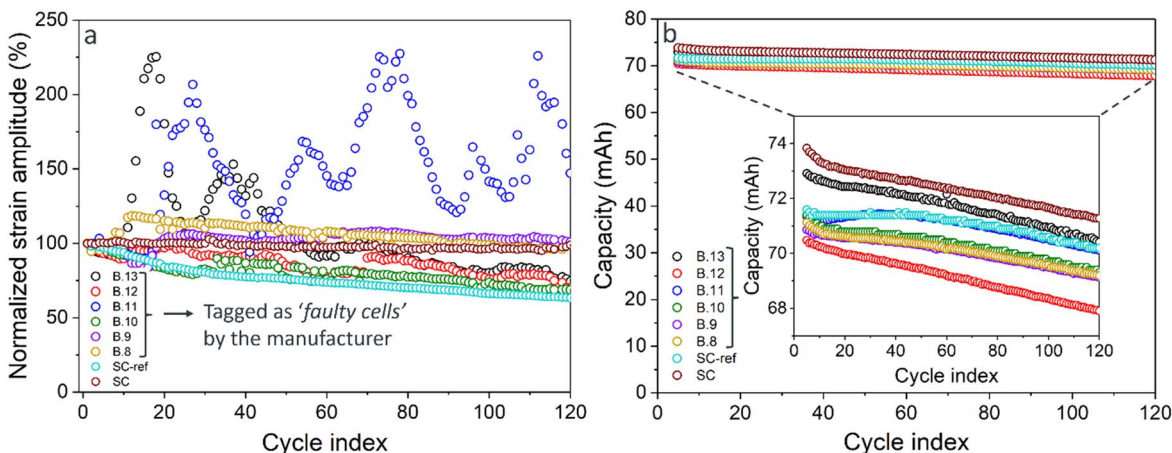 a
Normalized strain amplitude (%)
250
200
150
100
50
0
B.13
B.12
B.11
B.10
B.9
B.8
SC-ref
SC
Tagged as ‘faulty cells’
by the manufacturer
0 20 40 60 80 100 120
Cycle index
b
Capacity (mAh)
80
70
60
50
40
30
20
10
0
B.13
B.12
B.11
B.10
B.9
B.8
SC-ref
SC
Capacity (mAh)
74
72
70
68
0 20 40 60 80 100 120
Cycle index
0 20 40 60 80 100 120
Cycle index